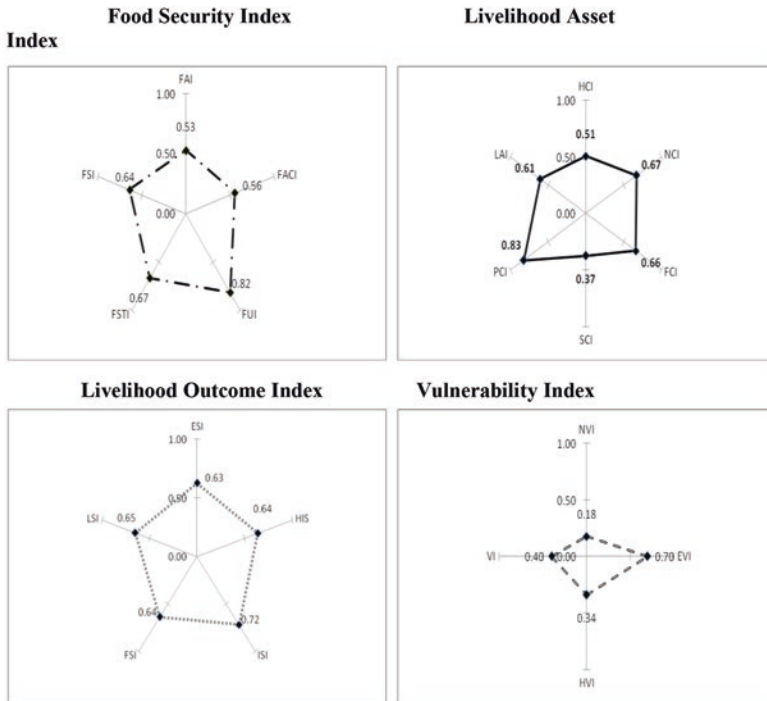 Food Security Index Livelihood Asset
Index
FAI
1.00
0.53
0.50
FSI 0.64 0.56 FACI
0.00
0.67 0.82
FSTI FUI
HCI
1.00
0.51
LAI 0.50 NCI
0.61 0.67
0.00
0.83 0.66
PCI 0.37 FCI
SCI
Livelihood Outcome Index Vulnerability Index
ESI
1.00
0.63
0.50
LSI 0.65 0.64 HIS
0.00
0.64 0.72
FSI ISI
NVI
1.00
0.50
0.18
VI 0.40 0.00 0.70 EVI
0.34
HVI